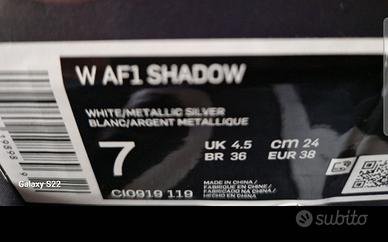 W AF1 SHADOW
WHITE/METALLIC SILVER
BLANC/ARGENT METALLIQUE
7
UK 4.5 cm 24
BR 36 EUR 38
CI0919 119
MADE IN CHINA/
FABRIQUE EN CHINE/
FABRICADO NA CHINA/
HECHO EN CHINA
Galaxy S22
subito